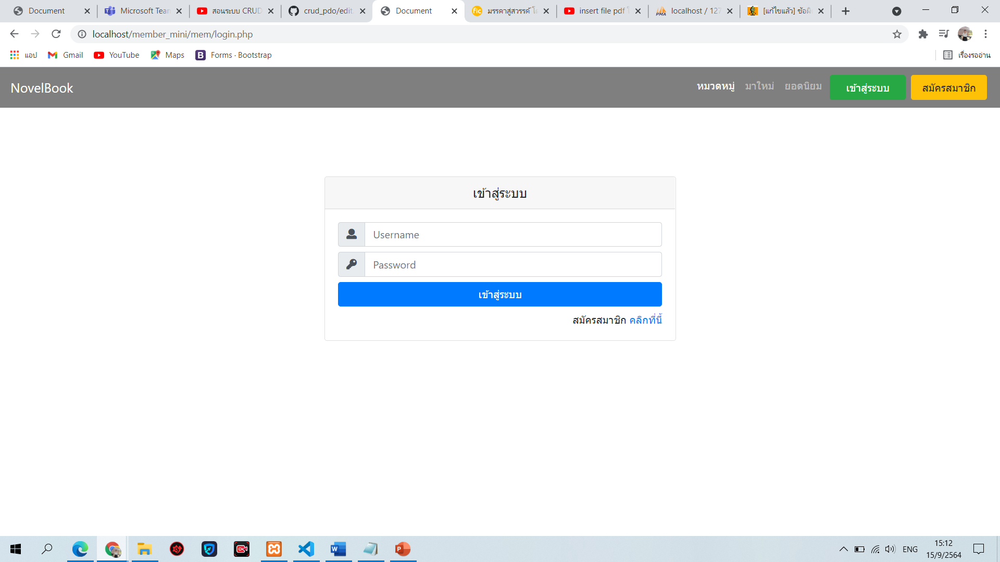 Document
Microsoft Tean
สอนระบบ CRUD
crud_pdo/edit
Document
มรรคาสู่สวรรค์
insert file pdf
localhost / 127
[แก้ไขแล้ว] ข้อผิ
localhost/member_mini/mem/login.php
แอป
Gmail
YouTube
Maps
Forms · Bootstrap
เรื่องรออ่าน
NovelBook
หมวดหมู่
มาใหม่
ยอดนิยม
เข้าสู่ระบบ
สมัครสมาชิก
เข้าสู่ระบบ
Username
Password
เข้าสู่ระบบ
สมัครสมาชิก คลิกที่นี้
ENG
15:12
15/9/2564